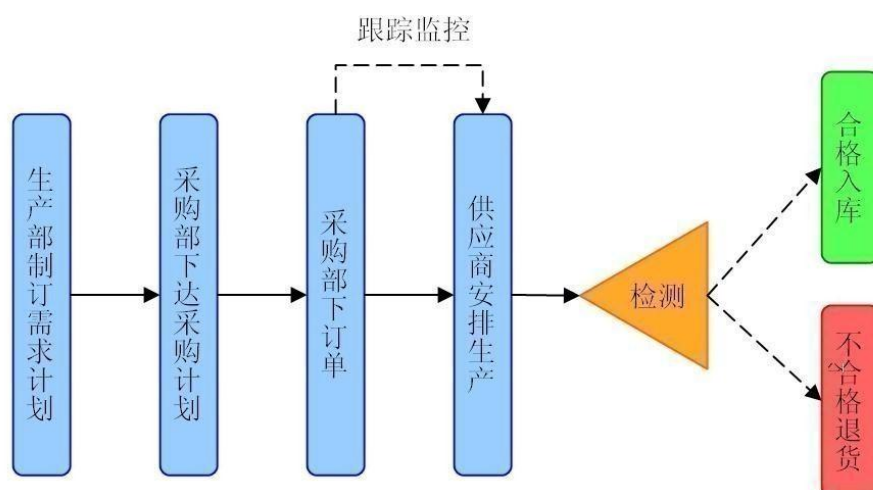 跟踪监控
生产部制订需求计划
采购部下达采购计划
采购部下订单
供应商安排生产
检测
合格入库
不合格退货